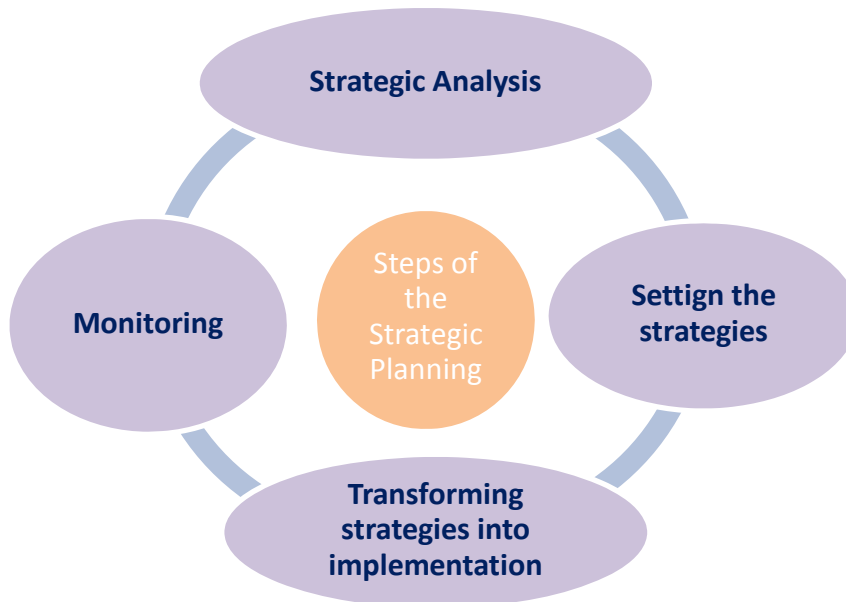 Strategic Analysis
Steps of
the
Strategic
Planning
Settign the
strategies
Monitoring
Transforming
strategies into
implementation